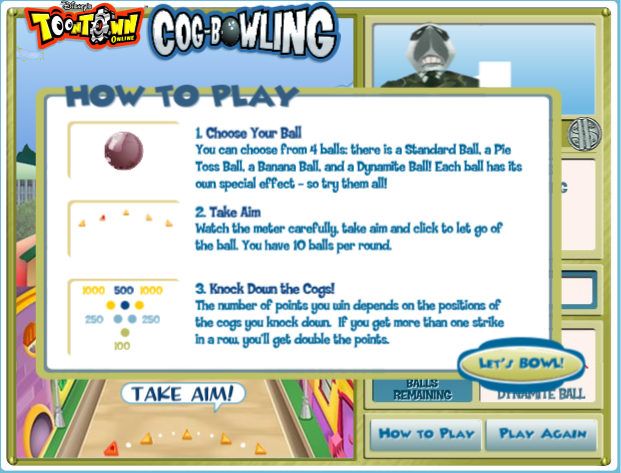 Disney's
TOONTOWN
ONLINE
COG-BOWLING
HOW TO PLAY
1. Choose Your Ball
You can choose from 4 balls: there is a Standard Ball, a Pie
Toss Ball, a Banana Ball, and a Dynamite Ball! Each ball has its
own special effect - so try them all!
2. Take Aim
Watch the meter carefully, take aim and click to let go of
the ball. You have 10 balls per round.
3. Knock Down the Cogs!
1000 500 1000
250 250
100
The number of points you win depends on the positions of
the cogs you knock down. If you get more than one strike
in a row, you'll get double the points.
LET'S BOWL!
TAKE AIM!
BALLS
REMAINING
DYNAMITE BALL
HOW TO PLAY
PLAY AGAIN